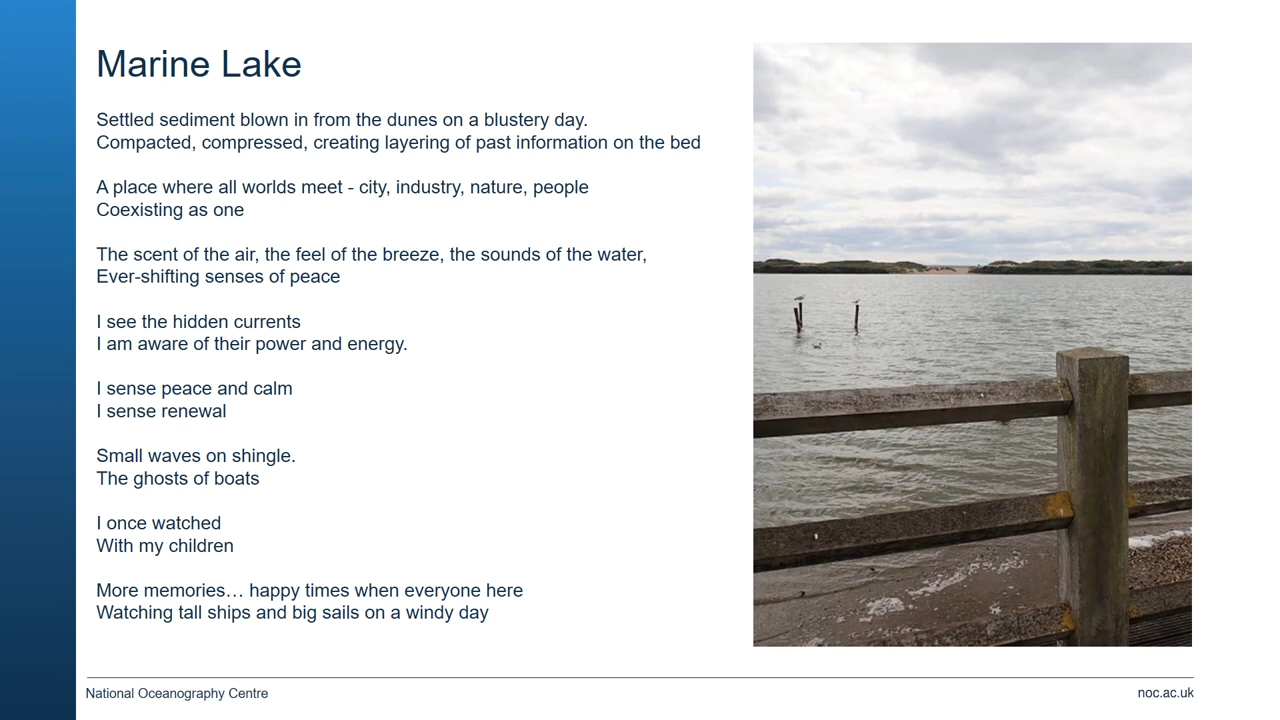 Marine Lake
Settled sediment blown in from the dunes on a blustery day.
Compacted, compressed, creating layering of past information on the bed
A place where all worlds meet - city, industry, nature, people
Coexisting as one
The scent of the air, the feel of the breeze, the sounds of the water,
Ever-shifting senses of peace
I see the hidden currents
I am aware of their power and energy.
I sense peace and calm
I sense renewal
Small waves on shingle.
The ghosts of boats
I once watched
With my children
More memories… happy times when everyone here
Watching tall ships and big sails on a windy day
National Oceanography Centre
noc.ac.uk